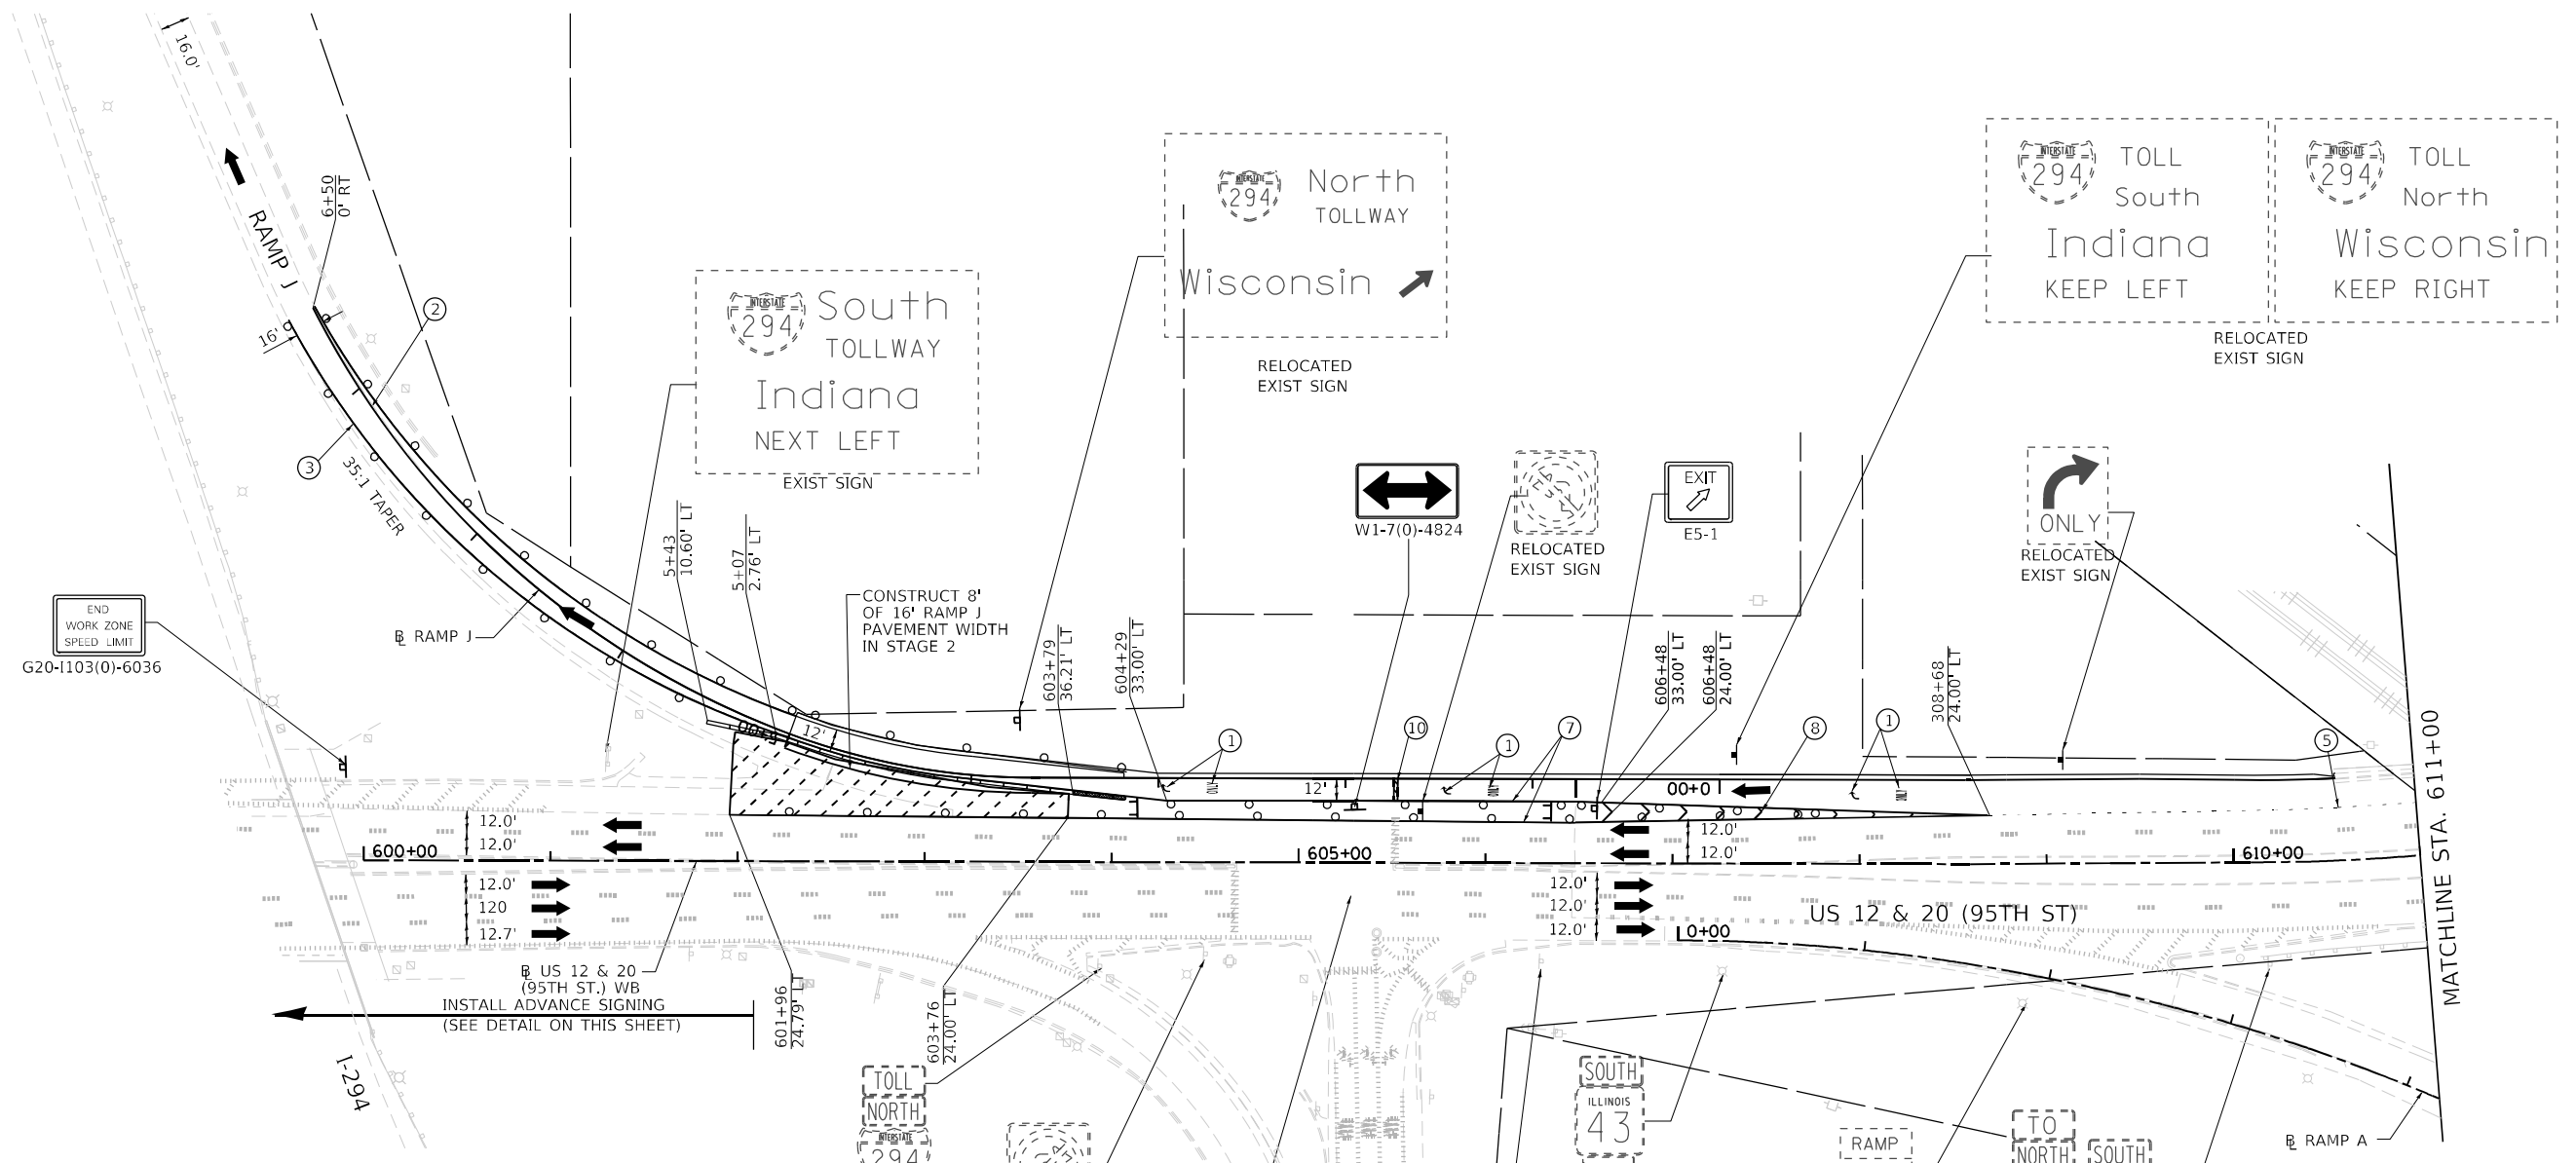 16.0'
6+50
0' RT
RAMP J
16'
2
3
35:1 TAPER
INTERSTATE
294
South
TOLLWAY
Indiana
NEXT LEFT
EXIST SIGN
INTERSTATE
294
North
TOLLWAY
Wisconsin
RELOCATED
EXIST SIGN
INTERSTATE
294
TOLL
South
Indiana
KEEP LEFT
INTERSTATE
294
TOLL
North
Wisconsin
KEEP RIGHT
RELOCATED
EXIST SIGN
W1-7(0)-4824
RELOCATED
EXIST SIGN
EXIT
E5-1
ONLY
RELOCATED
EXIST SIGN
END
WORK ZONE
SPEED LIMIT
G20-I103(0)-6036
℄ RAMP J
5+43
10.60' LT
5+07
2.76' LT
CONSTRUCT 8'
OF 16' RAMP J
PAVEMENT WIDTH
IN STAGE 2
603+79
36.21' LT
604+29
33.00' LT
606+48
33.00' LT
606+48
24.00' LT
308+68
24.00' LT
5+00
12'
1
10
1
7
8
1
5
12'
ONLY
ONLY
0+00
ONLY
MATCHLINE STA. 611+00
12.0'
12.0'
600+00
605+00
12.0'
12.0'
610+00
12.0'
120
12.7'
12.0'
12.0'
12.0'
US 12 & 20 (95TH ST)
0+00
℄ US 12 & 20
(95TH ST.) WB
INSTALL ADVANCE SIGNING
(SEE DETAIL ON THIS SHEET)
601+96
24.79' LT
603+76
24.00' LT
I-294
TOLL
NORTH
INTERSTATE
294
SOUTH
ILLINOIS
43
RAMP
TO
NORTH
SOUTH
℄ RAMP A